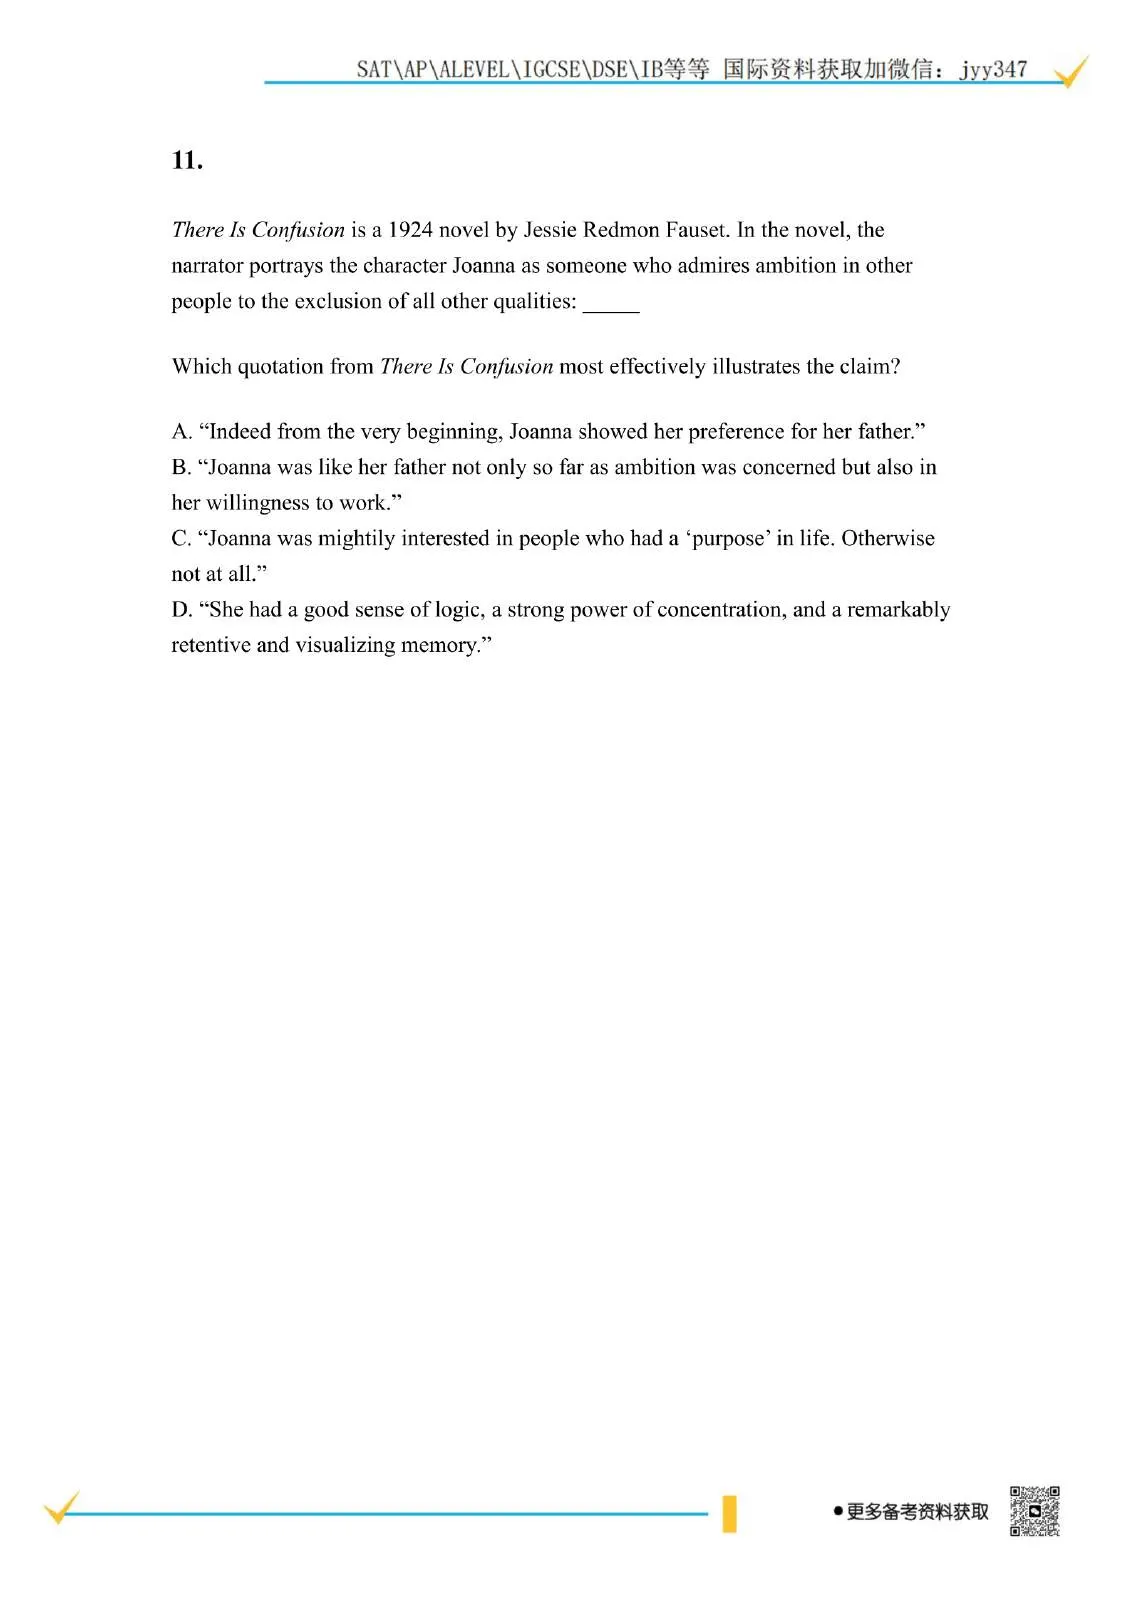 SAT\AP\ALEVEL\IGCSE\DSE\IB等等 国际资料获取加微信：jyy347
11.
There Is Confusion is a 1924 novel by Jessie Redmon Fauset. In the novel, the
narrator portrays the character Joanna as someone who admires ambition in other
people to the exclusion of all other qualities: _____
Which quotation from There Is Confusion most effectively illustrates the claim?
A. “Indeed from the very beginning, Joanna showed her preference for her father.”
B. “Joanna was like her father not only so far as ambition was concerned but also in
her willingness to work.”
C. “Joanna was mightily interested in people who had a ‘purpose’ in life. Otherwise
not at all.”
D. “She had a good sense of logic, a strong power of concentration, and a remarkably
retentive and visualizing memory.”
●更多备考资料获取